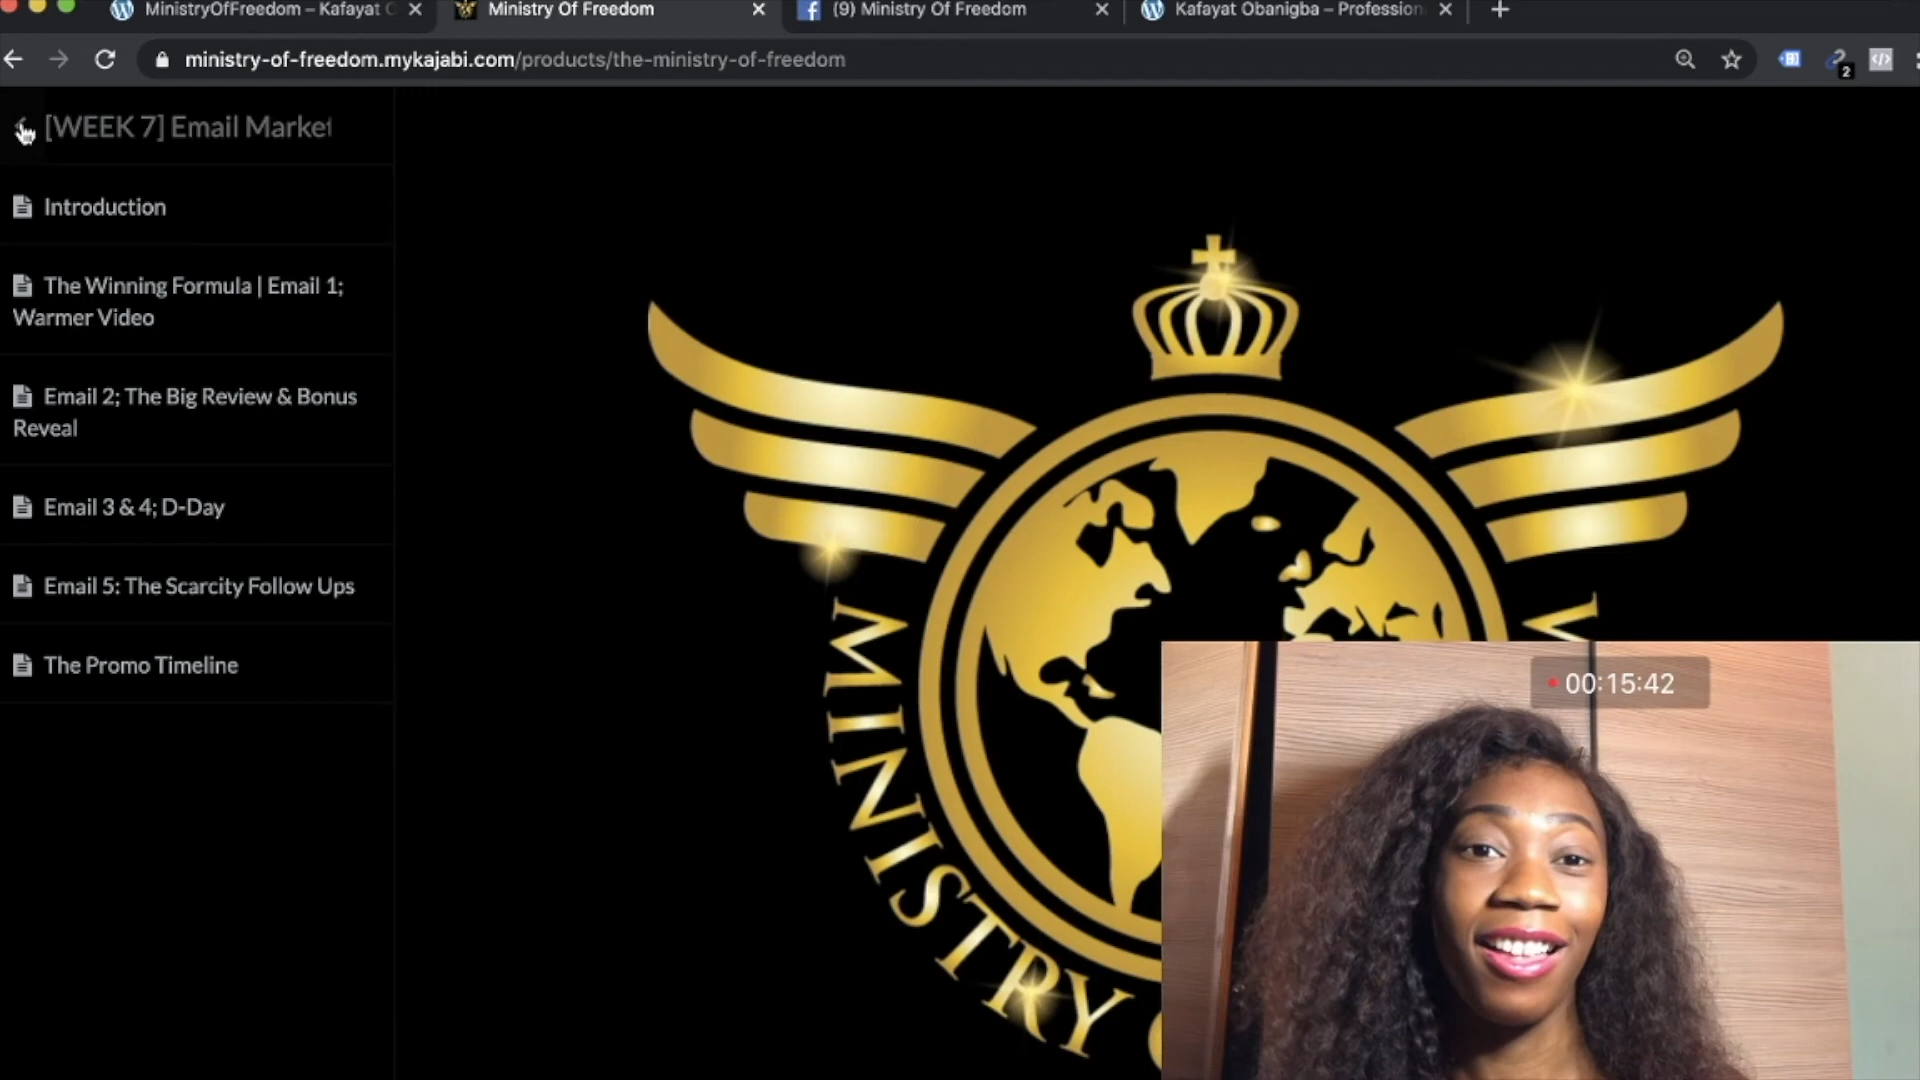 MinistryOfFreedom – Kafayat O
Ministry Of Freedom
(9) Ministry Of Freedom
Kafayat Obanigba – Profession
ministry-of-freedom.mykajabi.com/products/the-ministry-of-freedom
2
[WEEK 7] Email Market
Introduction
The Winning Formula | Email 1;
Warmer Video
Email 2; The Big Review & Bonus
Reveal
Email 3 & 4; D-Day
Email 5: The Scarcity Follow Ups
The Promo Timeline
MINISTRY
00:15:42